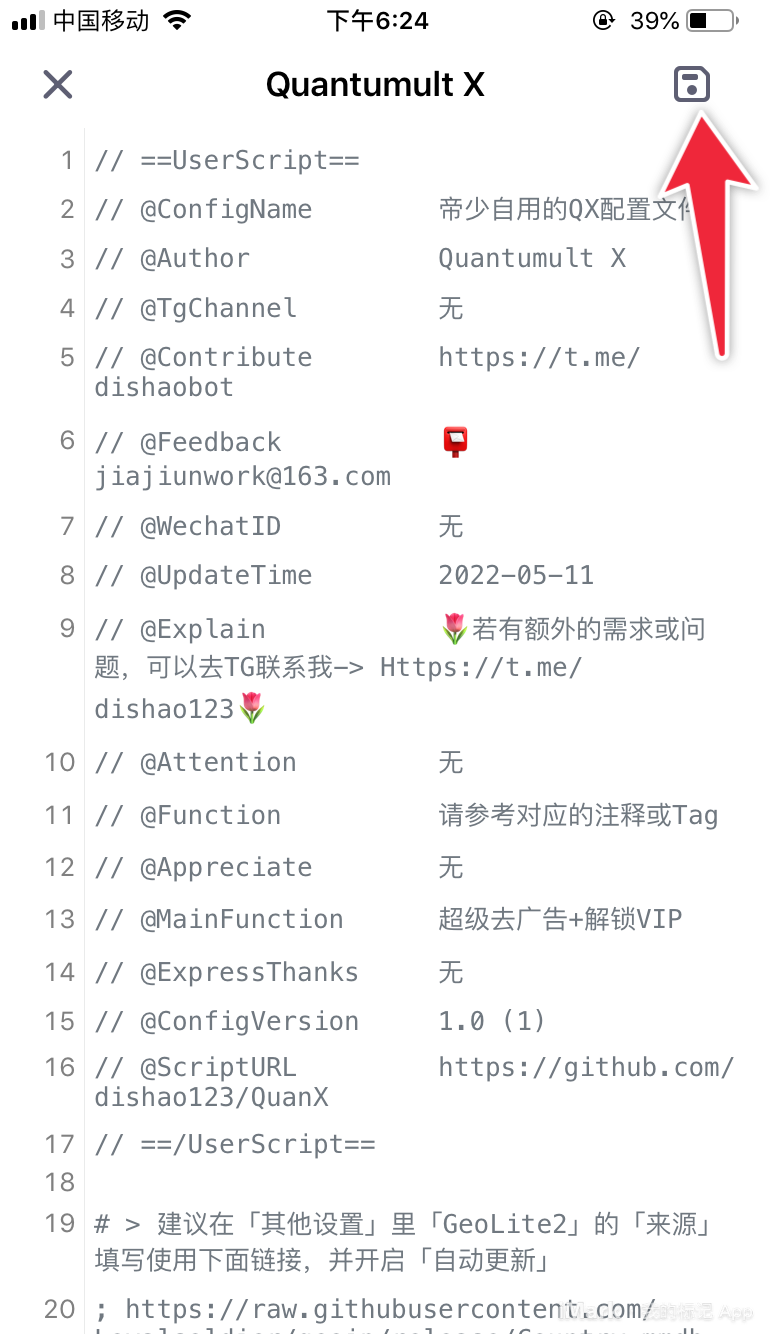 中国移动 下午6:24 39%
Quantumult X
1 // ==UserScript==
2 // @ConfigName 帝少自用的QX配置文件
3 // @Author Quantumult X
4 // @TgChannel 无
5 // @Contribute https://t.me/
dishaobot
6 // @Feedback 📮
jiajiunwork@163.com
7 // @WechatID 无
8 // @UpdateTime 2022-05-11
9 // @Explain 🌷若有额外的需求或问
题，可以去TG联系我—> Https://t.me/
dishao123🌷
10 // @Attention 无
11 // @Function 请参考对应的注释或Tag
12 // @Appreciate 无
13 // @MainFunction 超级去广告+解锁VIP
14 // @ExpressThanks 无
15 // @ConfigVersion 1.0 (1)
16 // @ScriptURL https://github.com/
dishao123/QuanX
17 // ==/UserScript==
18
19 # > 建议在「其他设置」里「GeoLite2」的「来源」
填写使用下面链接，并开启「自动更新」
20 ; https://raw.githubusercontent.com/